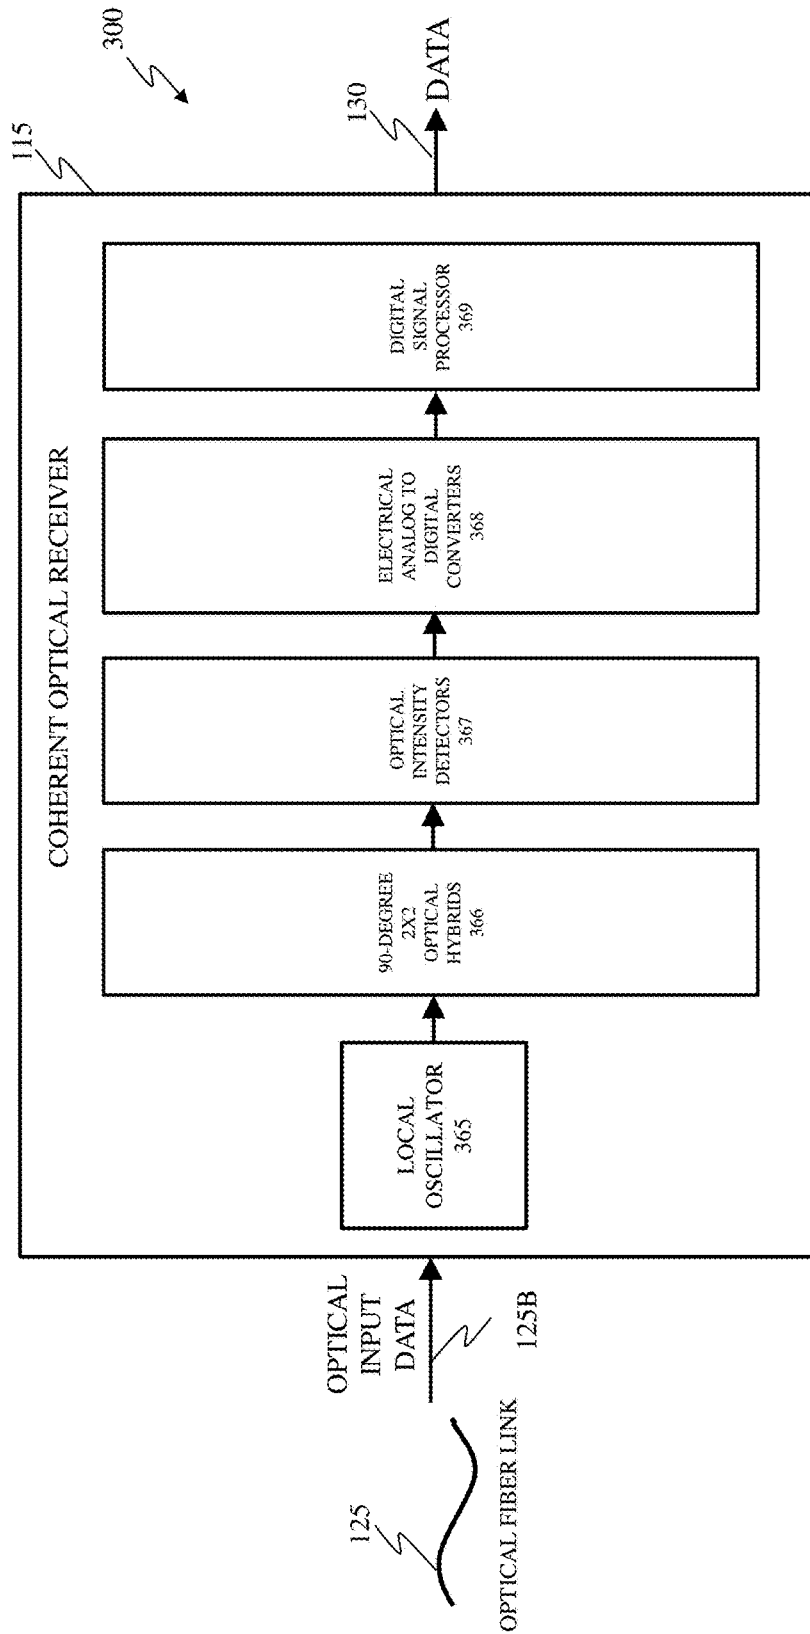 300
115
COHERENT OPTICAL RECEIVER
OPTICAL
INPUT
DATA
125B
125
OPTICAL FIBER LINK
LOCAL
OSCILLATOR
365
90-DEGREE
2X2
OPTICAL
HYBRIDS
366
OPTICAL
INTENSITY
DETECTORS
367
ELECTRICAL
ANALOG TO
DIGITAL
CONVERTERS
368
DIGITAL
SIGNAL
PROCESSOR
369
130
DATA